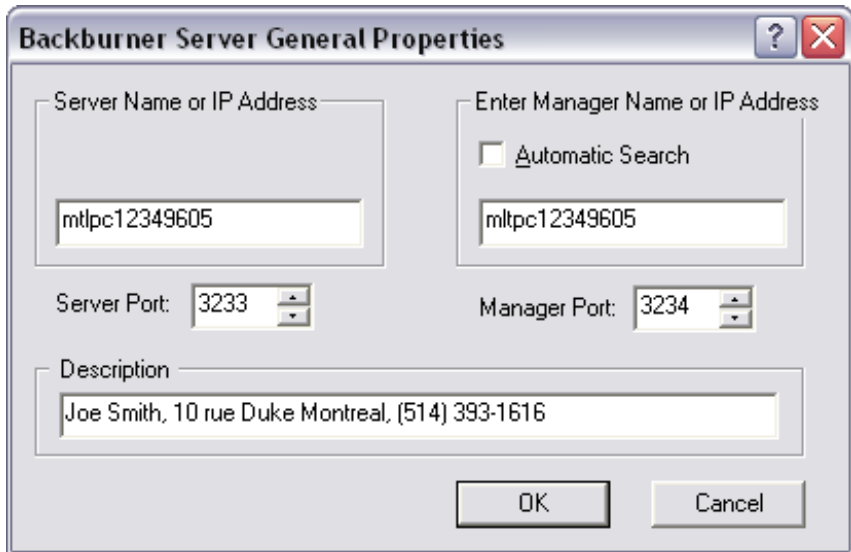 Backburner Server General Properties
Server Name or IP Address
mtlpc12349605
Enter Manager Name or IP Address
Automatic Search
mltpc12349605
Server Port: 3233
Manager Port: 3234
Description
Joe Smith, 10 rue Duke Montreal, (514) 393-1616
OK
Cancel